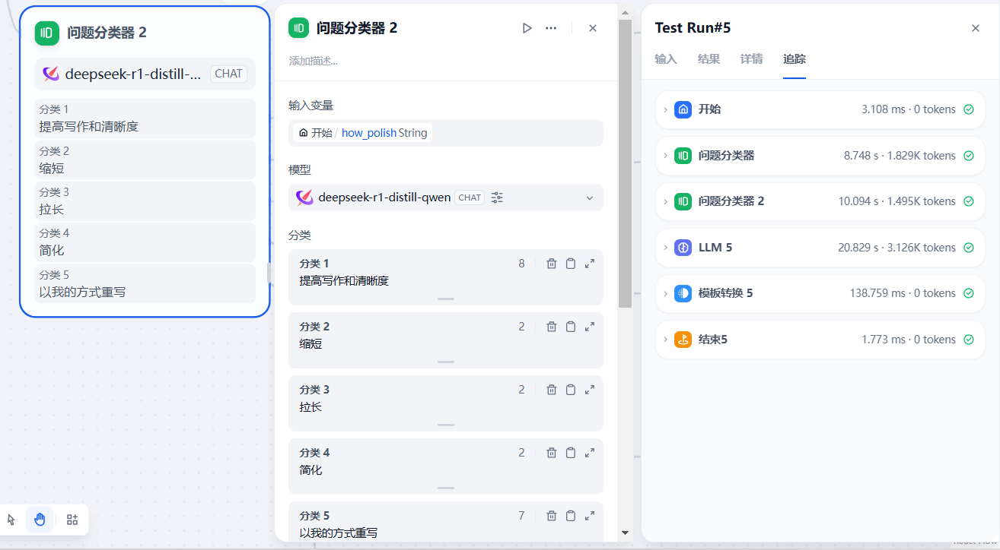 问题分类器 2
deepseek-r1-distill-... CHAT
分类 1
提高写作和清晰度
分类 2
缩短
分类 3
拉长
分类 4
简化
分类 5
以我的方式重写
问题分类器 2
添加描述...
输入变量
开始 / how_polish String
模型
deepseek-r1-distill-qwen CHAT
分类
分类 1 8
提高写作和清晰度
分类 2 2
缩短
分类 3 2
拉长
分类 4 2
简化
分类 5 7
以我的方式重写
Test Run#5
输入 结果 详情 追踪
开始 3.108 ms · 0 tokens
问题分类器 8.748 s · 1.829K tokens
问题分类器 2 10.094 s · 1.495K tokens
LLM 5 20.829 s · 3.126K tokens
模板转换 5 138.759 ms · 0 tokens
结束5 1.773 ms · 0 tokens